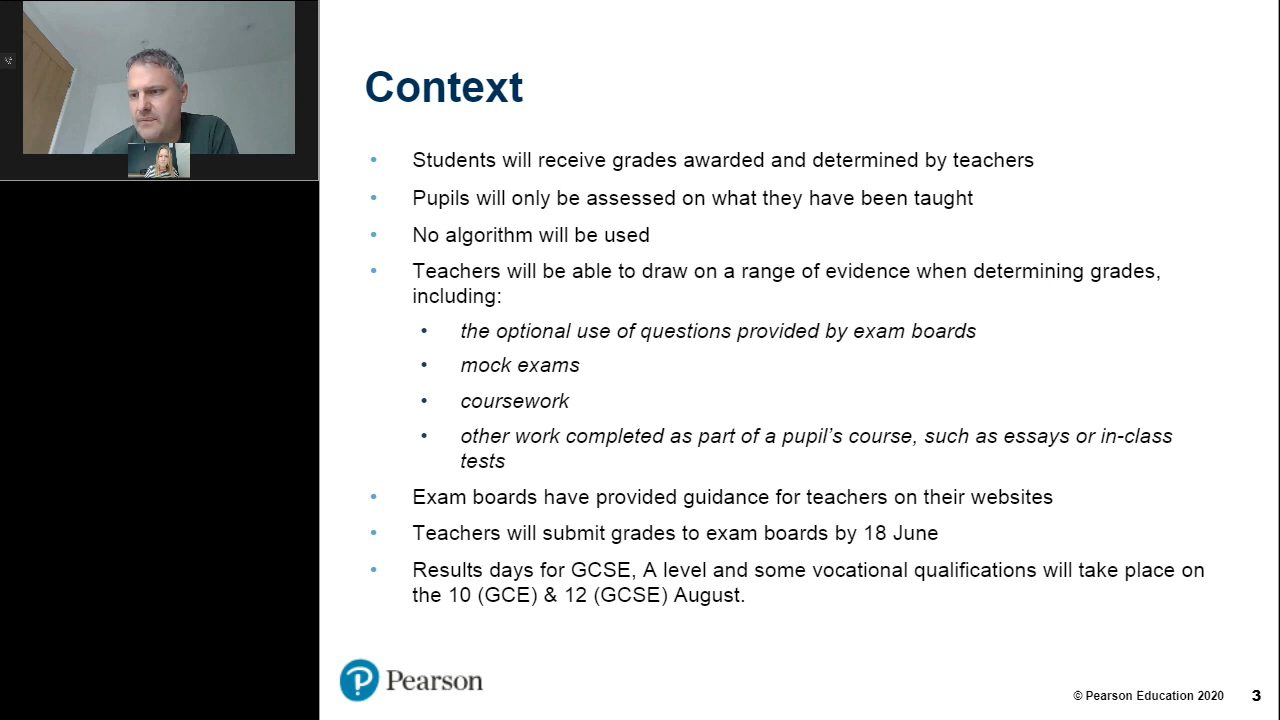 Context
• Students will receive grades awarded and determined by teachers
• Pupils will only be assessed on what they have been taught
• No algorithm will be used
• Teachers will be able to draw on a range of evidence when determining grades,
including:
• the optional use of questions provided by exam boards
• mock exams
• coursework
• other work completed as part of a pupil’s course, such as essays or in-class
tests
• Exam boards have provided guidance for teachers on their websites
• Teachers will submit grades to exam boards by 18 June
• Results days for GCSE, A level and some vocational qualifications will take place on
the 10 (GCE) & 12 (GCSE) August.
Pearson
© Pearson Education 2020
3